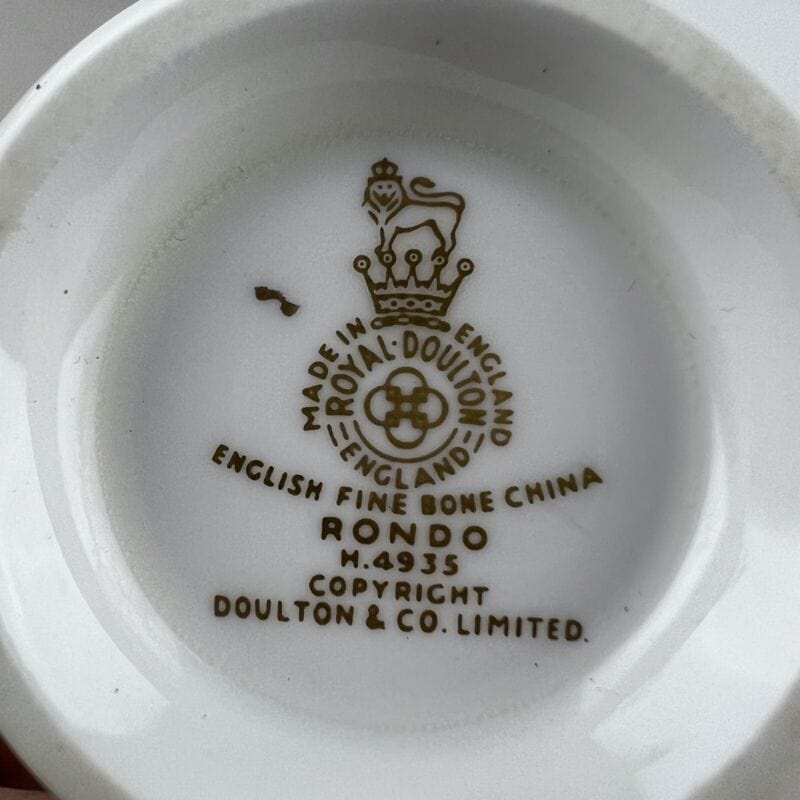 MADE IN ENGLAND
ROYAL·DOULTON
ENGLAND
ENGLISH FINE BONE CHINA
RONDO
H.4935
COPYRIGHT
DOULTON & CO. LIMITED.